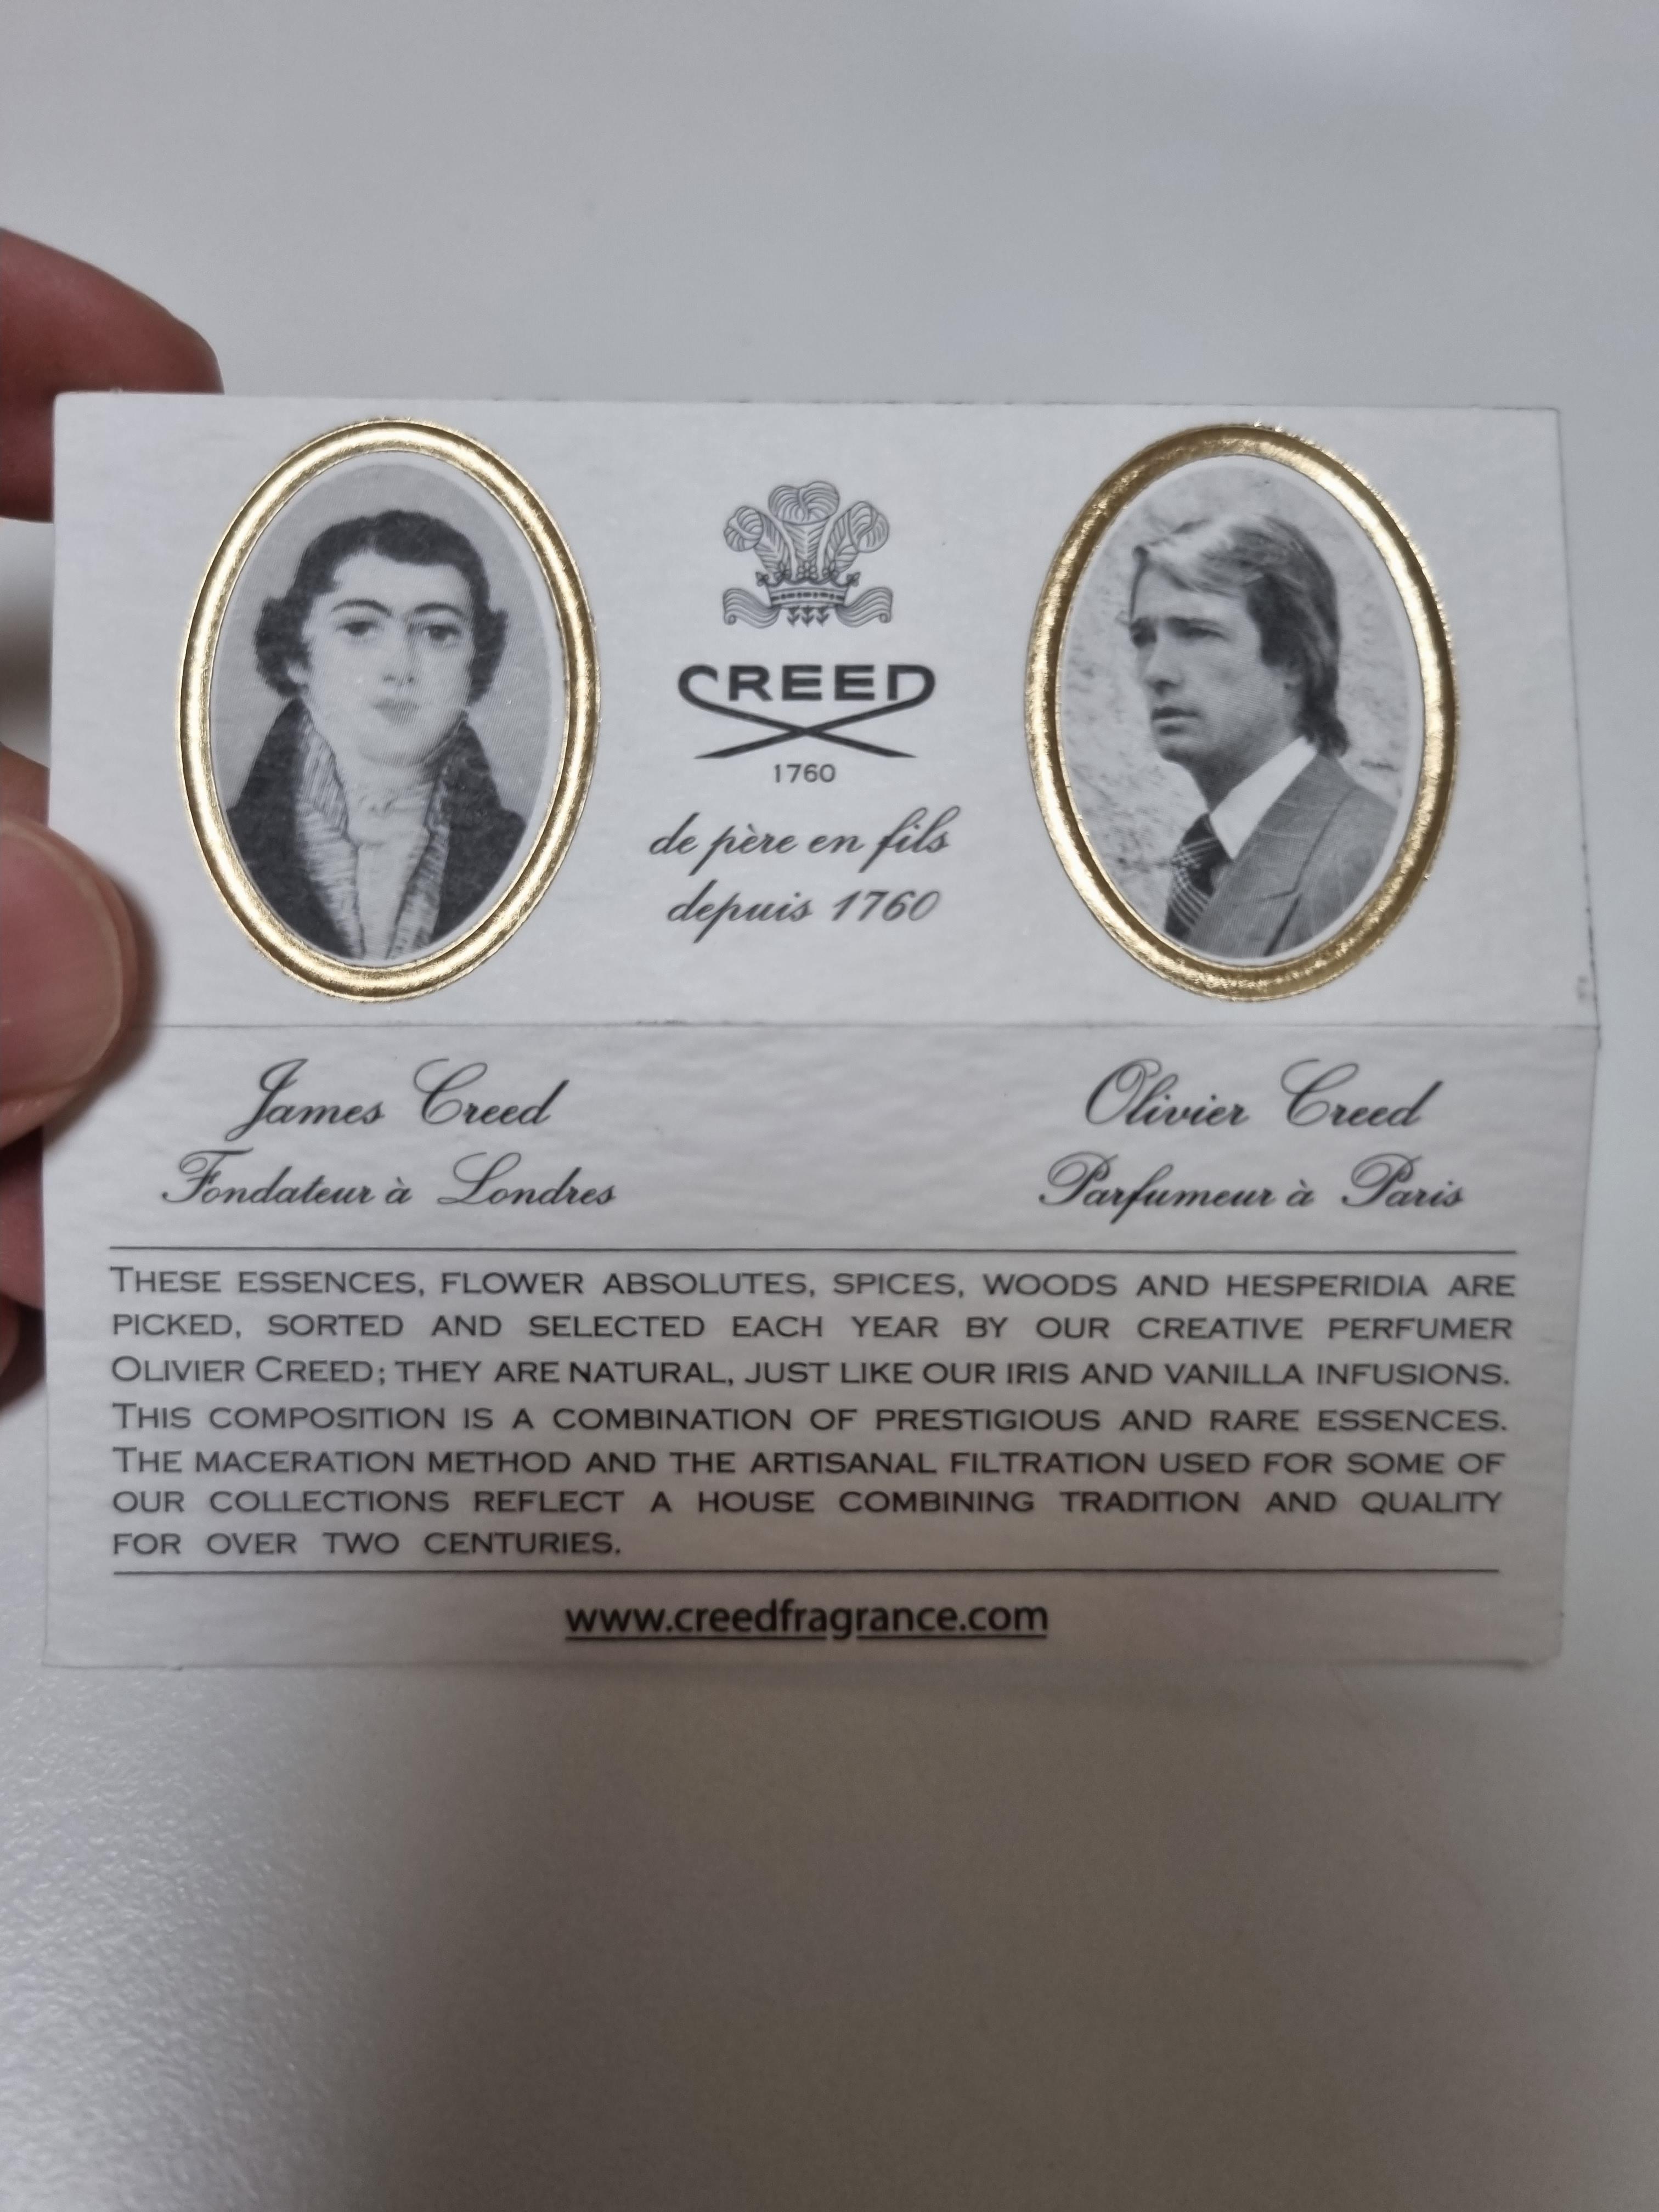 CREED
1760
de père en fils
depuis 1760
James Creed
Fondateur à Londres
Olivier Creed
Parfumeur à Paris
THESE ESSENCES, FLOWER ABSOLUTES, SPICES, WOODS AND HESPERIDIA ARE
PICKED, SORTED AND SELECTED EACH YEAR BY OUR CREATIVE PERFUMER
OLIVIER CREED; THEY ARE NATURAL, JUST LIKE OUR IRIS AND VANILLA INFUSIONS.
THIS COMPOSITION IS A COMBINATION OF PRESTIGIOUS AND RARE ESSENCES.
THE MACERATION METHOD AND THE ARTISANAL FILTRATION USED FOR SOME OF
OUR COLLECTIONS REFLECT A HOUSE COMBINING TRADITION AND QUALITY
FOR OVER TWO CENTURIES.
www.creedfragrance.com